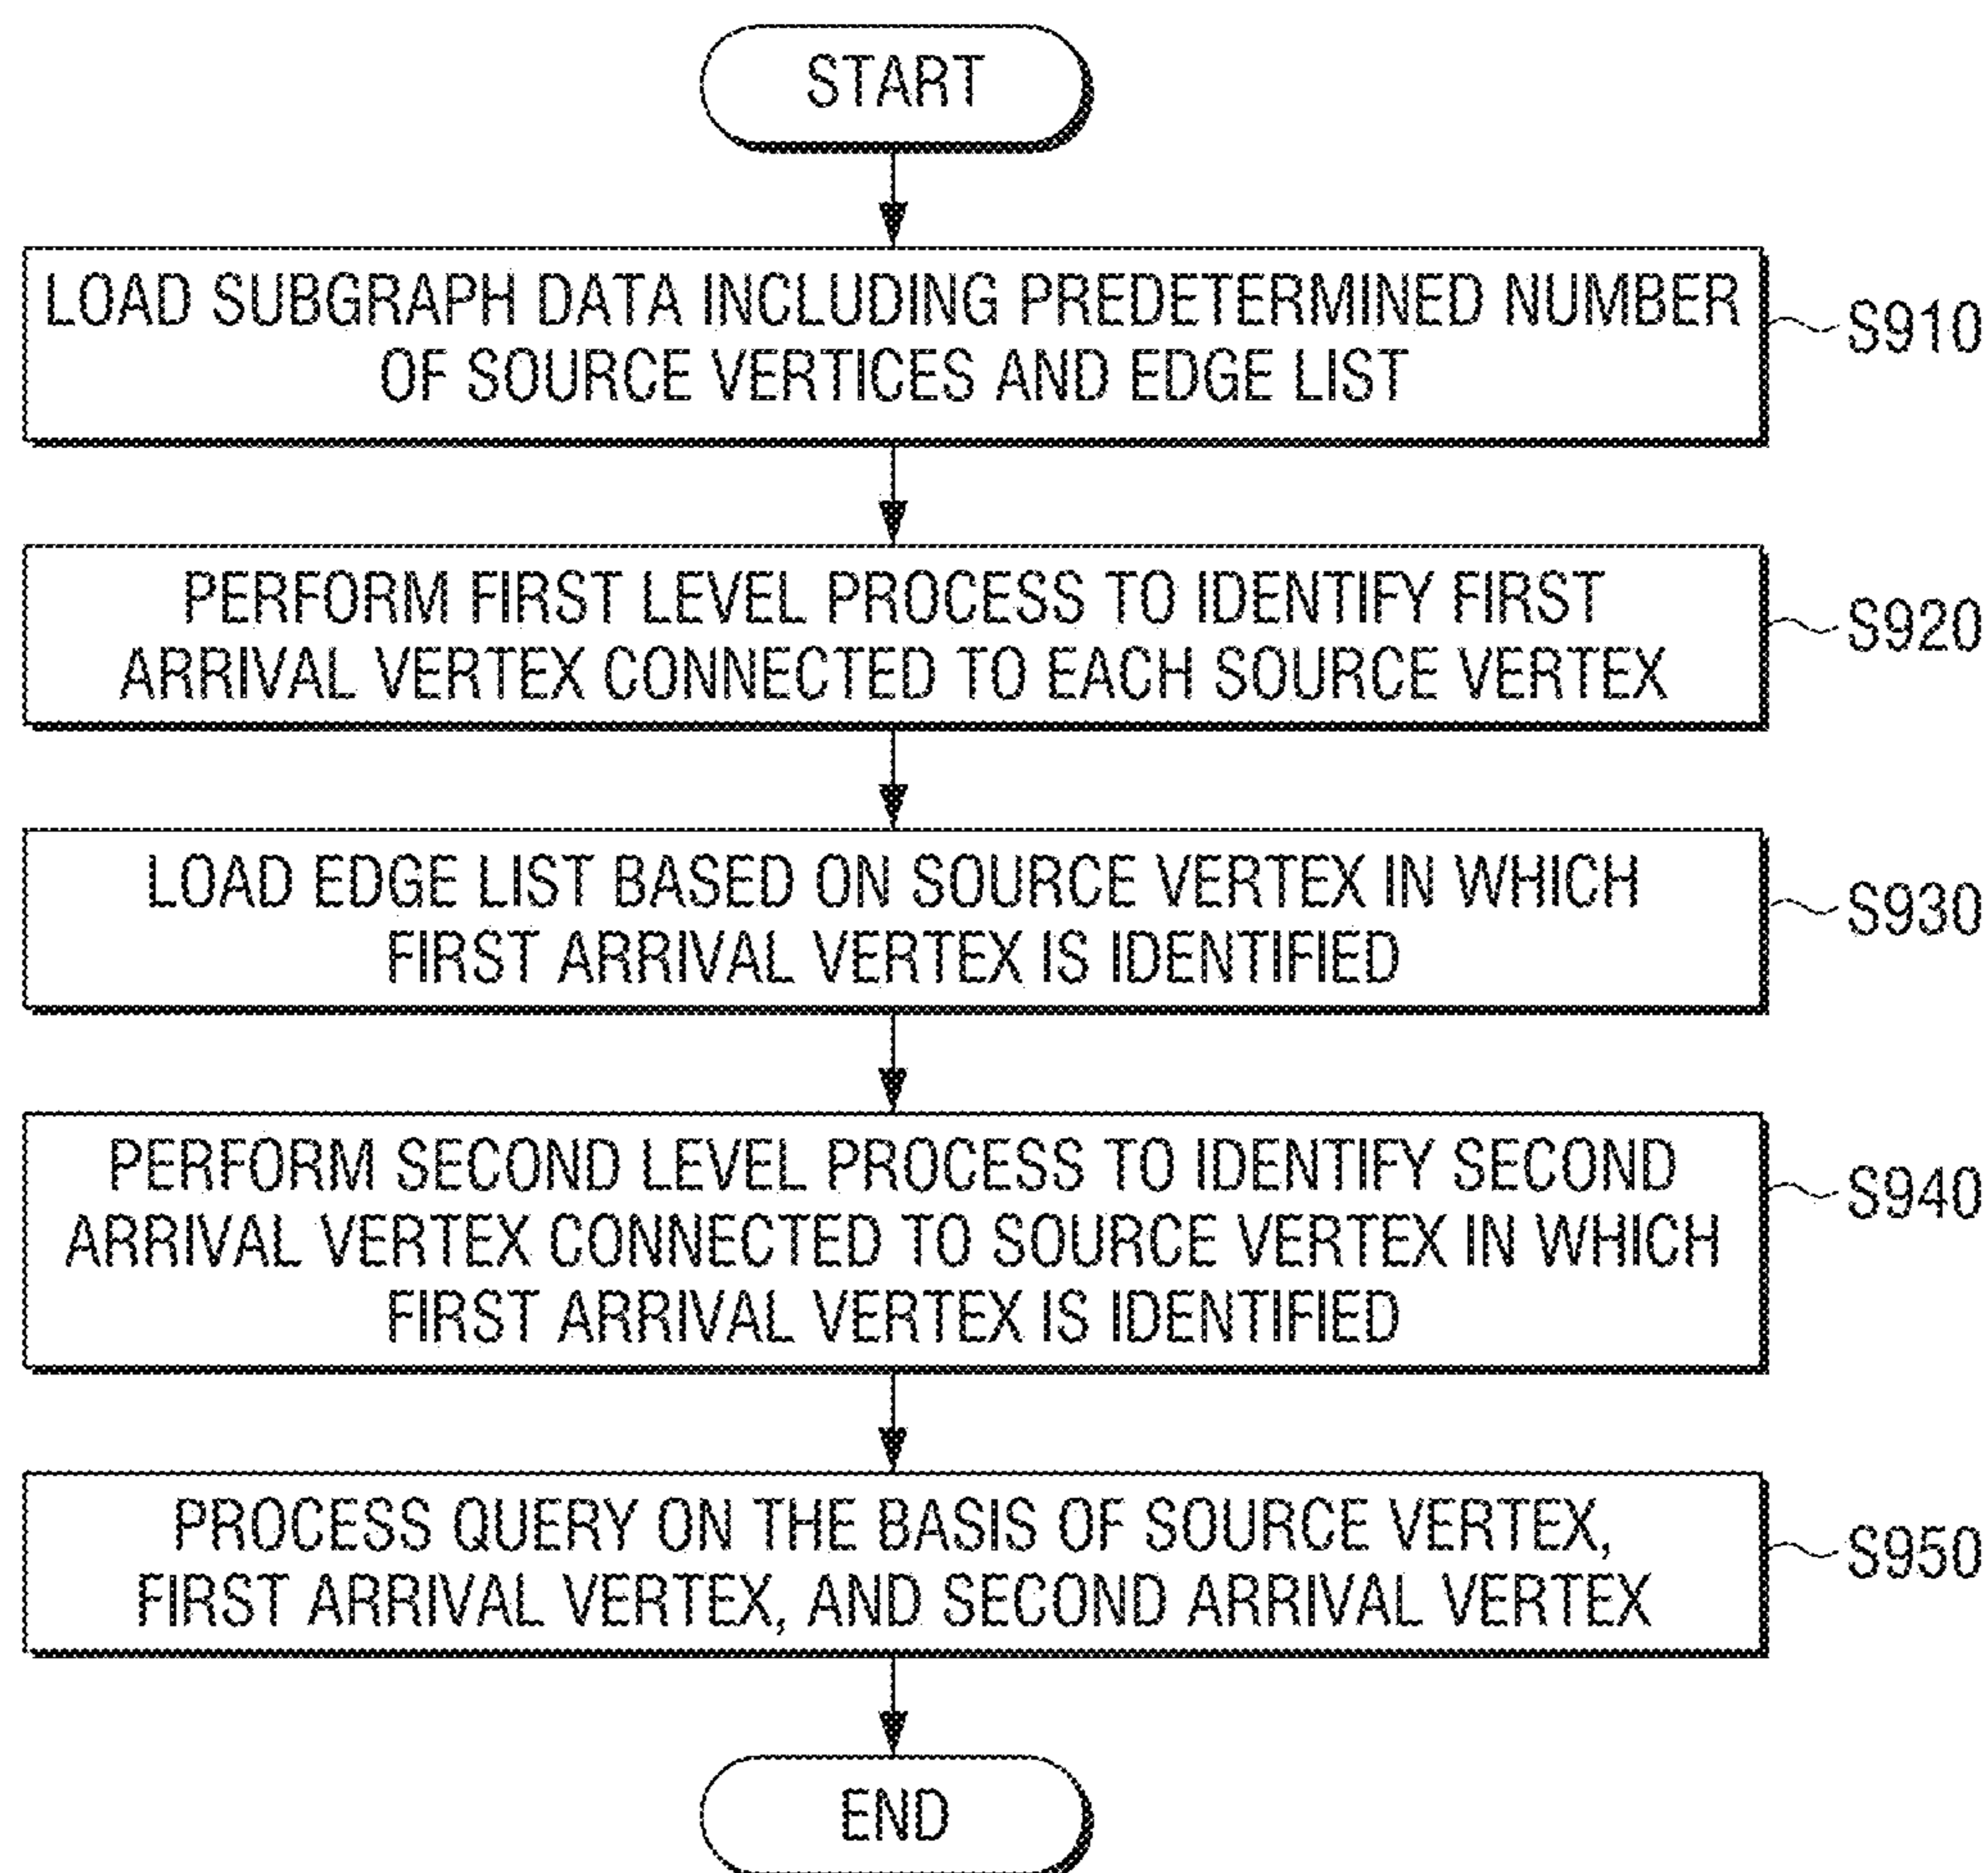 START
LOAD SUBGRAPH DATA INCLUDING PREDETERMINED NUMBER
OF SOURCE VERTICES AND EDGE LIST
S910
PERFORM FIRST LEVEL PROCESS TO IDENTIFY FIRST
ARRIVAL VERTEX CONNECTED TO EACH SOURCE VERTEX
S920
LOAD EDGE LIST BASED ON SOURCE VERTEX IN WHICH
FIRST ARRIVAL VERTEX IS IDENTIFIED
S930
PERFORM SECOND LEVEL PROCESS TO IDENTIFY SECOND
ARRIVAL VERTEX CONNECTED TO SOURCE VERTEX IN WHICH
FIRST ARRIVAL VERTEX IS IDENTIFIED
S940
PROCESS QUERY ON THE BASIS OF SOURCE VERTEX,
FIRST ARRIVAL VERTEX, AND SECOND ARRIVAL VERTEX
S950
END